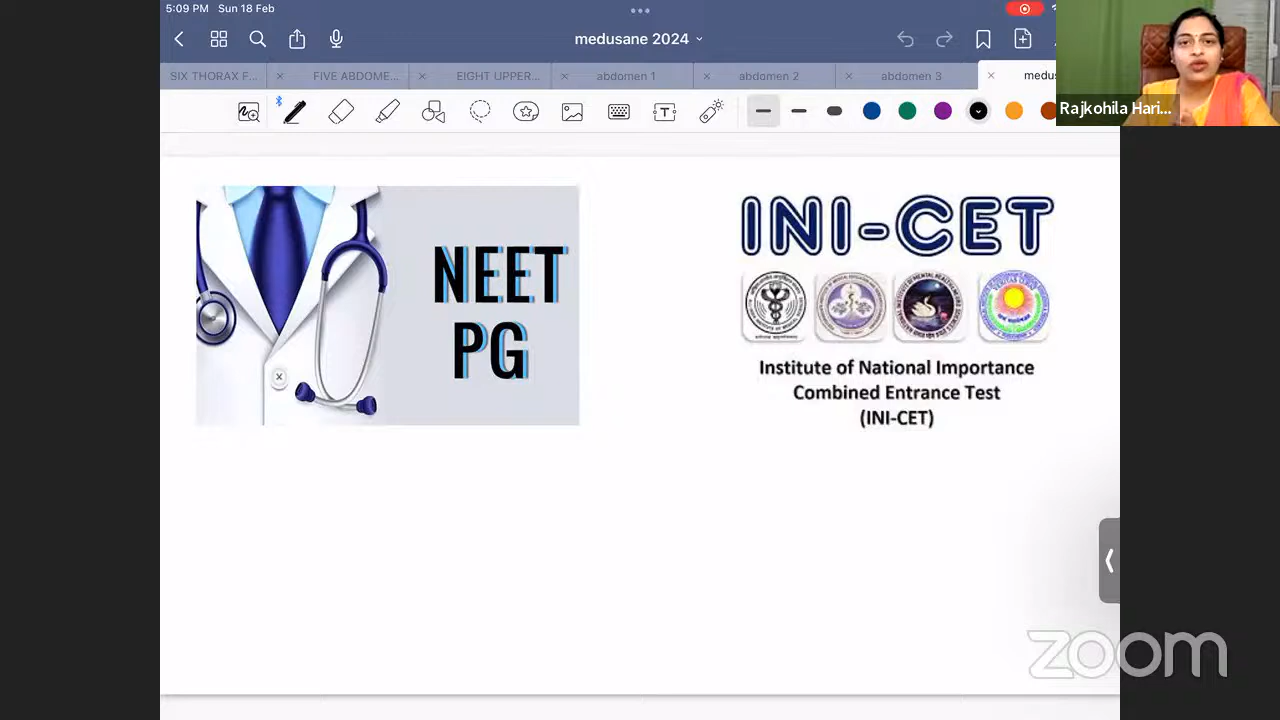 5:09 PM Sun 18 Feb
medusane 2024
SIX THORAX F...
FIVE ABDOME...
EIGHT UPPER...
abdomen 1
abdomen 2
abdomen 3
medus
T
Rajkohila Hari...
NEET
PG
INI-CET
Institute of National Importance
Combined Entrance Test
(INI-CET)
zoom